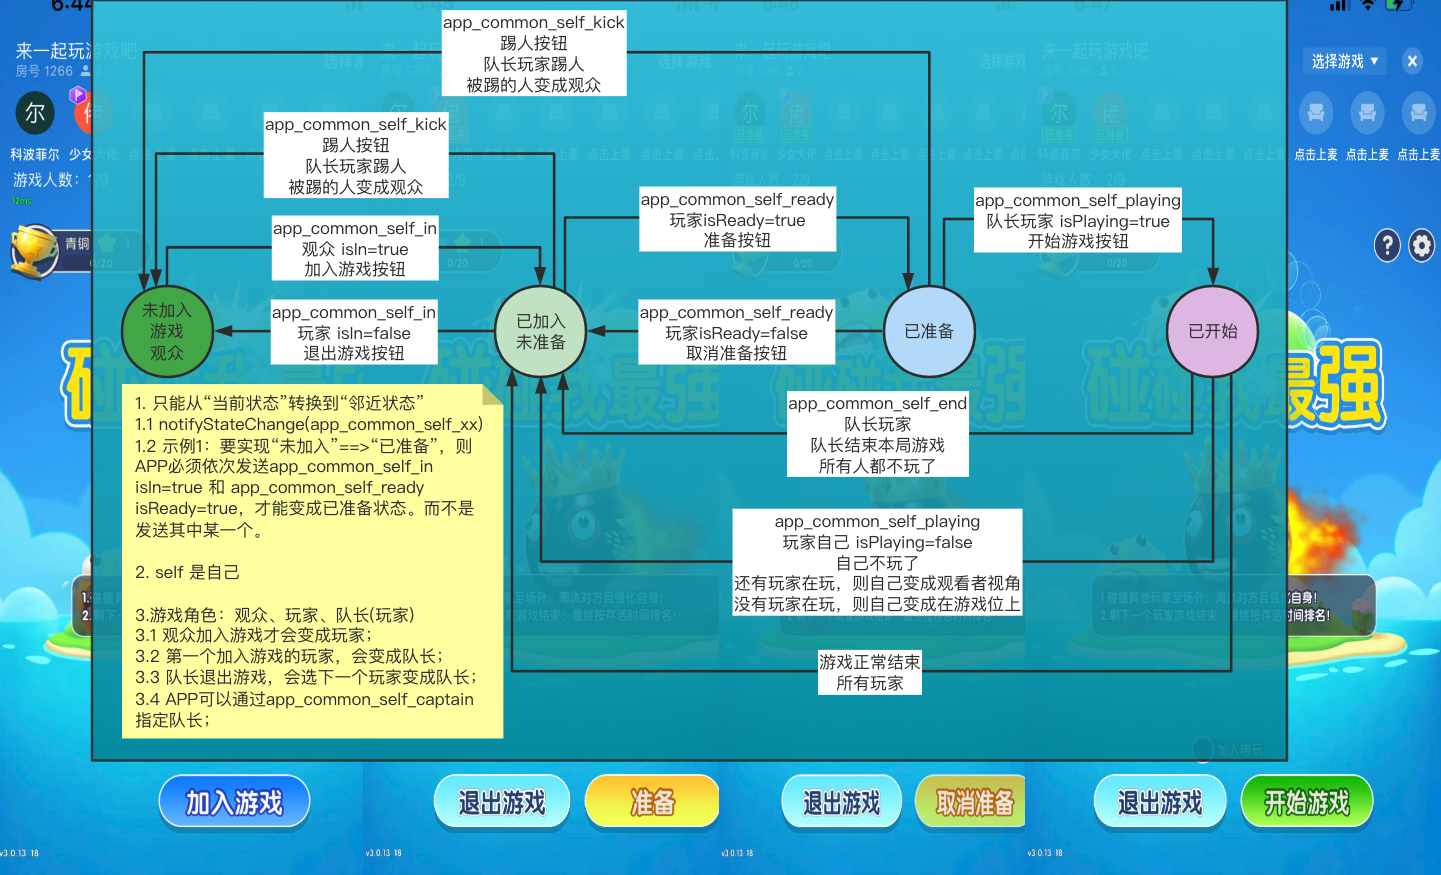 app_common_self_kick
踢人按钮
队长玩家踢人
被踢的人变成观众
app_common_self_kick
踢人按钮
队长玩家踢人
被踢的人变成观众
app_common_self_in
观众 isIn=true
加入游戏按钮
app_common_self_ready
玩家isReady=true
准备按钮
app_common_self_playing
队长玩家 isPlaying=true
开始游戏按钮
app_common_self_in
玩家 isIn=false
退出游戏按钮
app_common_self_ready
玩家isReady=false
取消准备按钮
未加入
游戏
观众
已加入
未准备
已准备
已开始
app_common_self_end
队长玩家
队长结束本局游戏
所有人都不玩了
app_common_self_playing
玩家自己 isPlaying=false
自己不玩了
还有玩家在玩，则自己变成观看者视角
没有玩家在玩，则自己变成在游戏位上
游戏正常结束
所有玩家
1. 只能从“当前状态”转换到“邻近状态”
1.1 notifyStateChange(app_common_self_xx)
1.2 示例1：要实现“未加入”==>“已准备”，则
APP必须依次发送app_common_self_in
isIn=true 和 app_common_self_ready
isReady=true，才能变成已准备状态。而不是
发送其中某一个。
2. self 是自己
3.游戏角色：观众、玩家、队长(玩家)
3.1 观众加入游戏才会变成玩家；
3.2 第一个加入游戏的玩家，会变成队长；
3.3 队长退出游戏，会选下一个玩家变成队长；
3.4 APP可以通过app_common_self_captain
指定队长；
来一起玩游戏吧
房号 1266
尔
佬
科波菲尔 少女大佬
游戏人数：
12ms
青铜
0/20
选择游戏 ▼
点击上麦 点击上麦 点击上麦
?
最强
加入陪玩
加入游戏
退出游戏
准备
退出游戏
取消准备
退出游戏
开始游戏
v3.0.13 18
v3.0.13 18
v3.0.13 18
v3.0.13 18